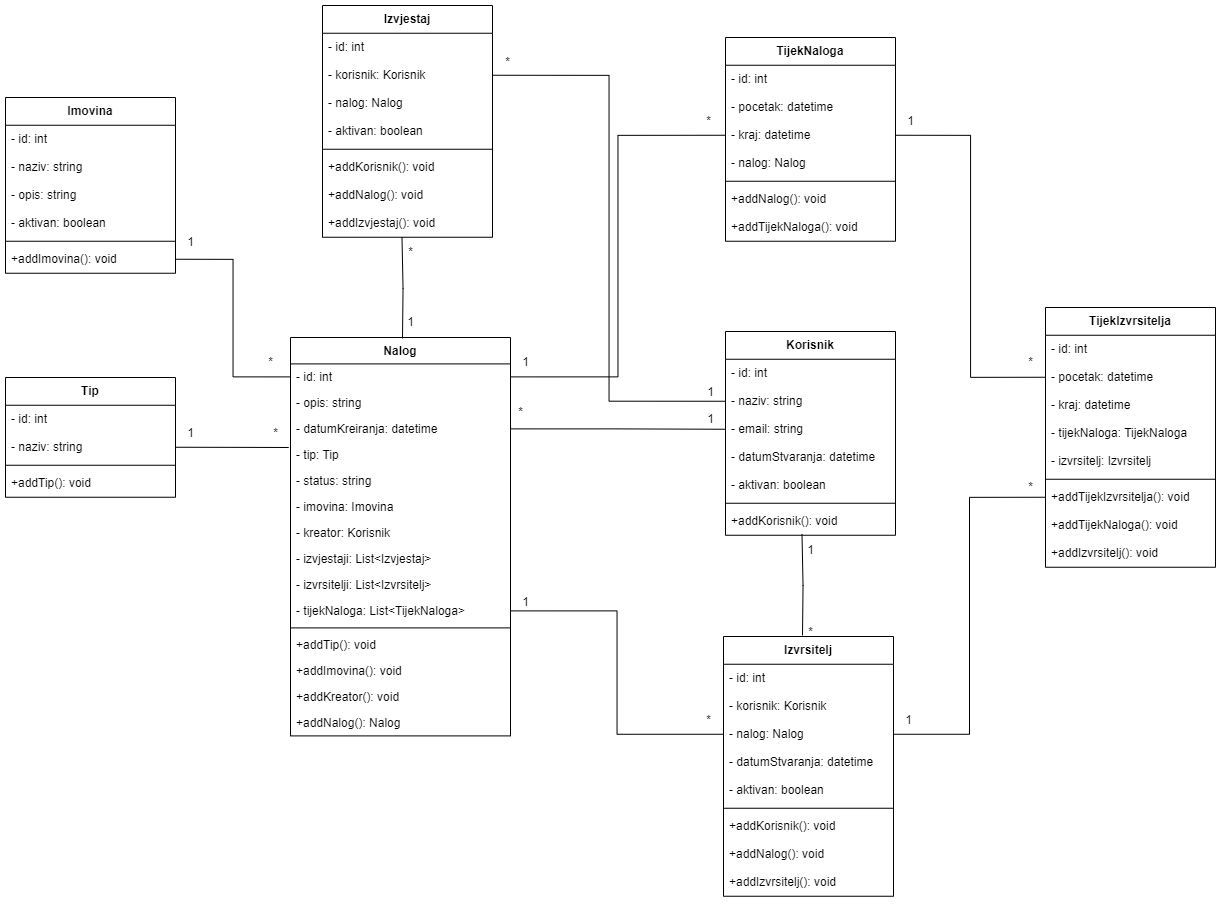 Izvjestaj
- id: int
- korisnik: Korisnik
- nalog: Nalog
- aktivan: boolean
+addKorisnik(): void
+addNalog(): void
+addIzvjestaj(): void
*
*
1
TijekNaloga
- id: int
- pocetak: datetime
- kraj: datetime
- nalog: Nalog
+addNalog(): void
+addTijekNaloga(): void
*
1
Imovina
- id: int
- naziv: string
- opis: string
- aktivan: boolean
+addImovina(): void
1
*
Tip
- id: int
- naziv: string
+addTip(): void
1
*
Nalog
- id: int
- opis: string
- datumKreiranja: datetime
- tip: Tip
- status: string
- imovina: Imovina
- kreator: Korisnik
- izvjestaji: List<Izvjestaj>
- izvrsitelji: List<Izvrsitelj>
- tijekNaloga: List<TijekNaloga>
+addTip(): void
+addImovina(): void
+addKreator(): void
+addNalog(): Nalog
1
*
1
Korisnik
- id: int
- naziv: string
- email: string
- datumStvaranja: datetime
- aktivan: boolean
+addKorisnik(): void
1
1
1
*
TijekIzvrsitelja
- id: int
- pocetak: datetime
- kraj: datetime
- tijekNaloga: TijekNaloga
- izvrsitelj: Izvrsitelj
+addTijekIzvrsitelja(): void
+addTijekNaloga(): void
+addIzvrsitelj(): void
*
*
Izvrsitelj
- id: int
- korisnik: Korisnik
- nalog: Nalog
- datumStvaranja: datetime
- aktivan: boolean
+addKorisnik(): void
+addNalog(): void
+addIzvrsitelj(): void
*
1